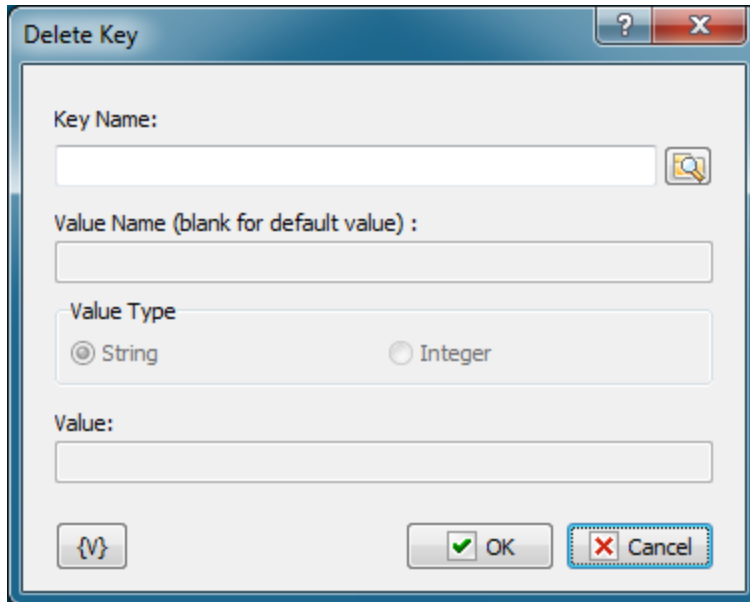 Delete Key
?
Key Name:
Value Name (blank for default value) :
Value Type
String
Integer
Value:
{V}
OK
Cancel